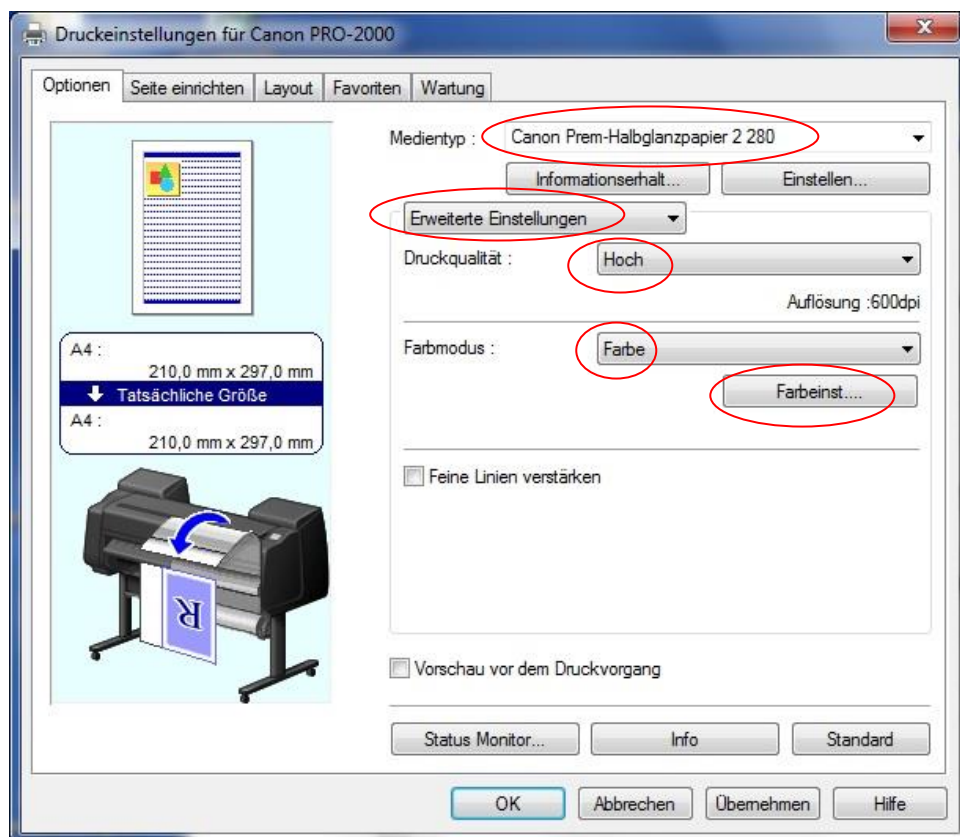 Druckeinstellungen für Canon PRO-2000
Optionen Seite einrichten Layout Favoriten Wartung
Medientyp : Canon Prem-Halbglanzpapier 2 280
Informationserhalt... Einstellen...
Erweiterte Einstellungen
Druckqualität : Hoch
Auflösung :600dpi
Farbmodus : Farbe
Farbeinst....
Feine Linien verstärken
A4 :
210,0 mm x 297,0 mm
Tatsächliche Größe
A4 :
210,0 mm x 297,0 mm
R
Vorschau vor dem Druckvorgang
Status Monitor... Info Standard
OK Abbrechen Übernehmen Hilfe